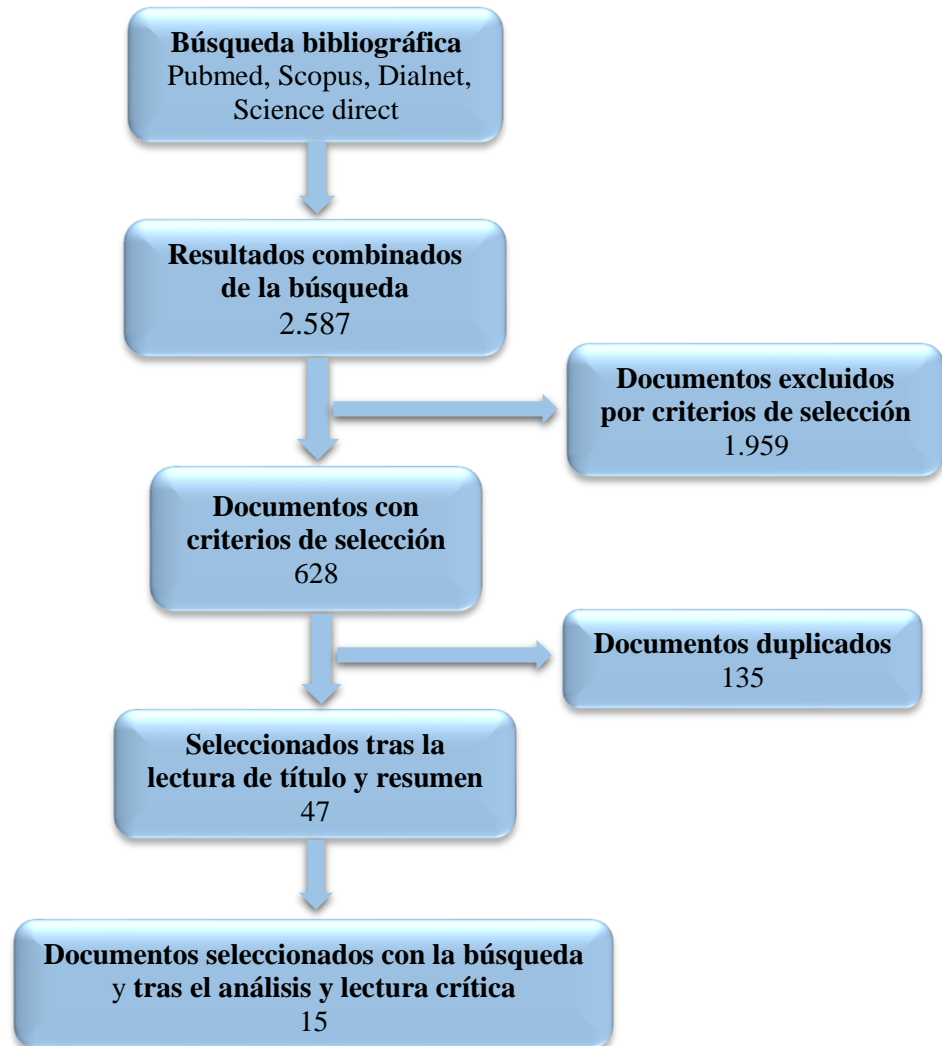 Búsqueda bibliográfica
Pubmed, Scopus, Dialnet,
Science direct
Resultados combinados
de la búsqueda
2.587
Documentos excluidos
por criterios de selección
1.959
Documentos con
criterios de selección
628
Documentos duplicados
135
Seleccionados tras la
lectura de título y resumen
47
Documentos seleccionados con la búsqueda
y tras el análisis y lectura crítica
15